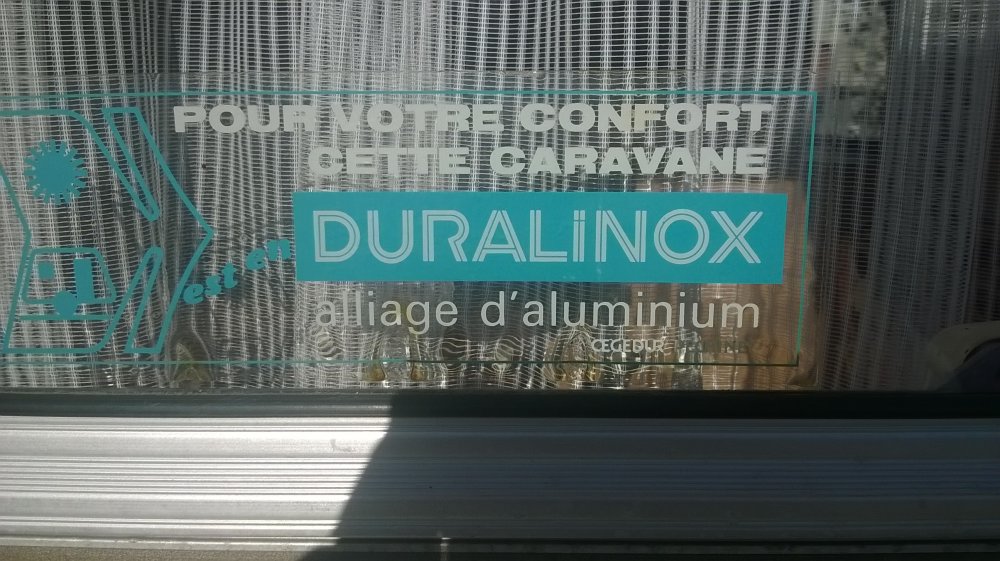 POUR VOTRE CONFORT
CETTE CARAVANE
est en DURALiNOX
alliage d'aluminium
CEGEDUR